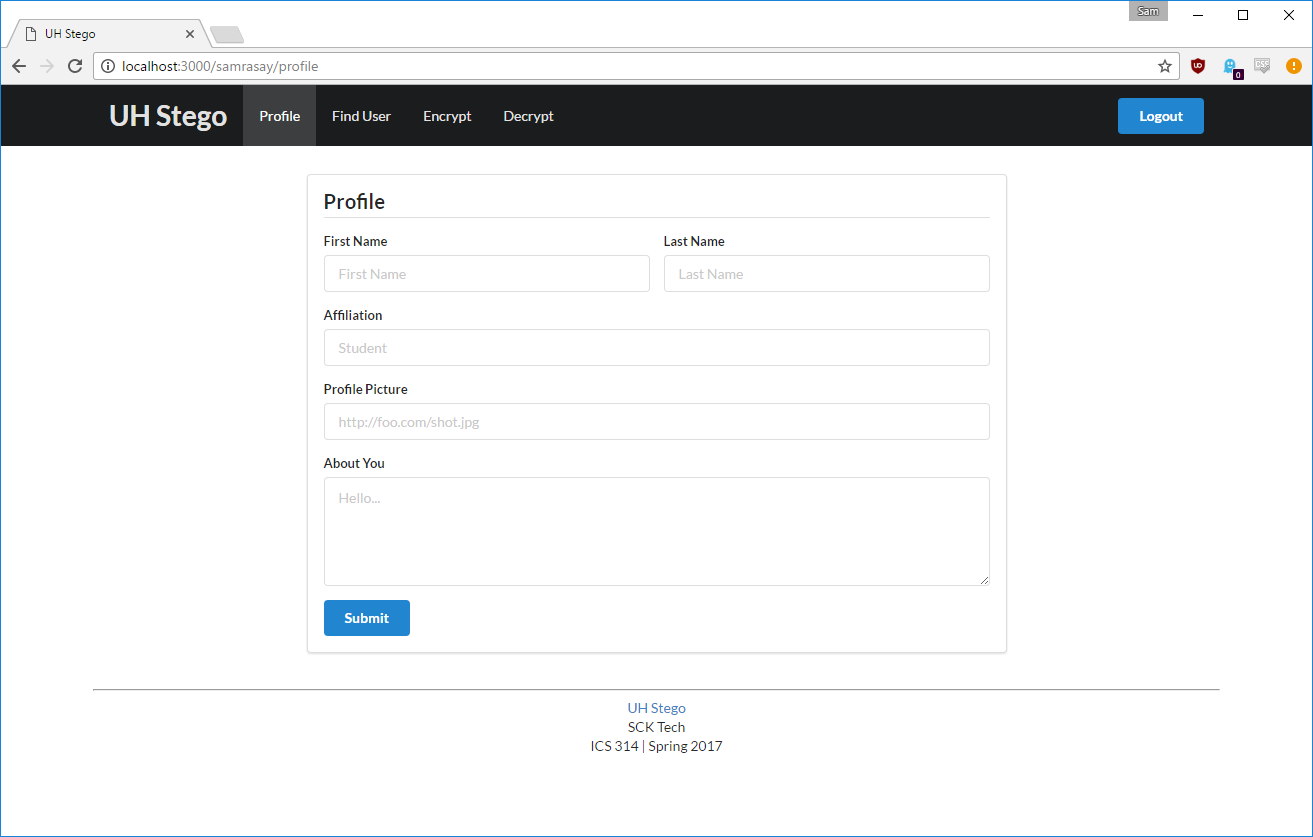 Sam
UH Stego
localhost:3000/samrasay/profile
0
UH Stego Profile Find User Encrypt Decrypt Logout
Profile
First Name Last Name
First Name Last Name
Affiliation
Student
Profile Picture
http://foo.com/shot.jpg
About You
Hello...
Submit
UH Stego
SCK Tech
ICS 314 | Spring 2017